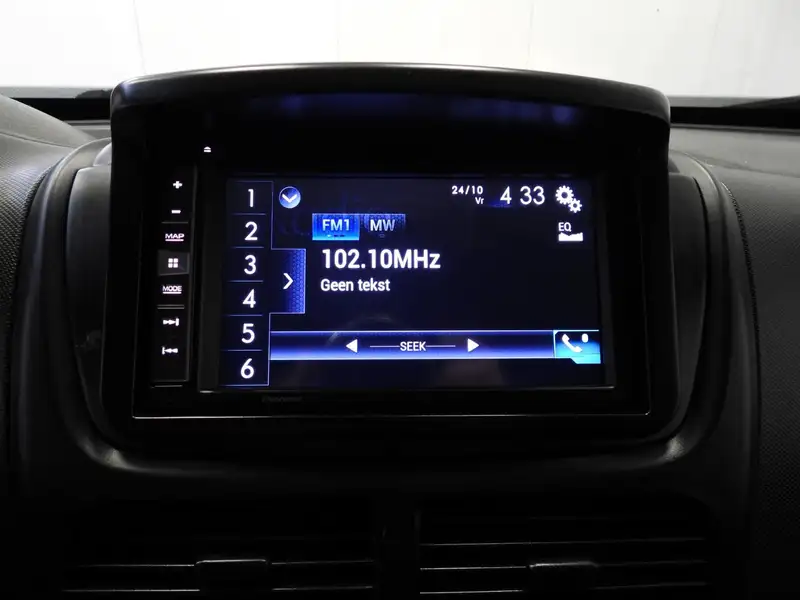 +
-
MAP
MODE
1
2
3
4
5
6
24/10
Vr
4 33
FM1 MW
EQ
102.10MHz
Geen tekst
SEEK
Pioneer